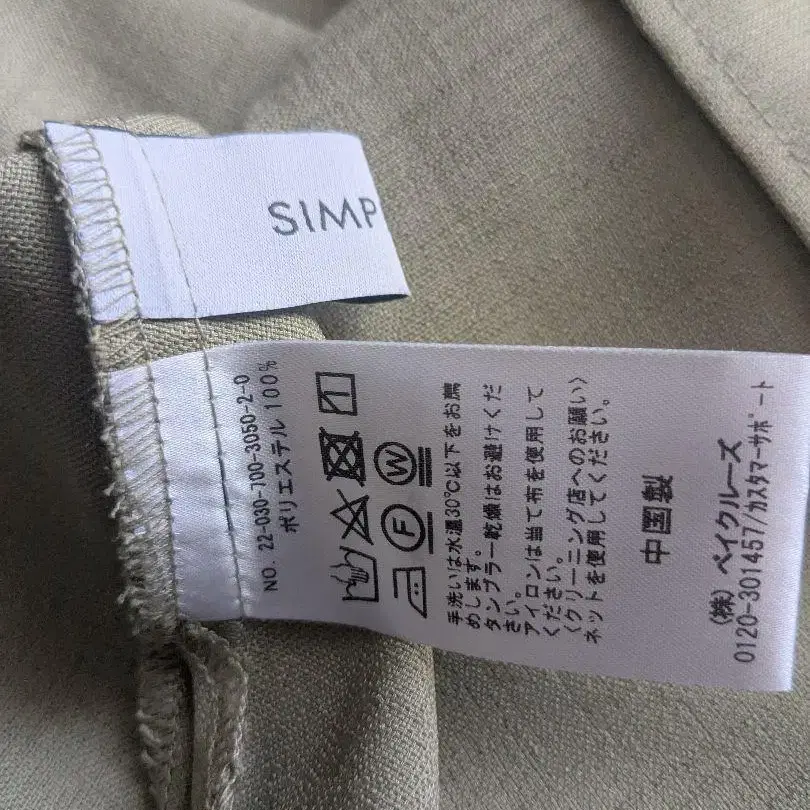 SIMP
NO. 22-030-700-3050-2-0
ポリエステル 100%
手洗いは水温30℃以下をお薦
めします。
タンブラー乾燥はお避けくだ
さい。
アイロンは当て布を使用して
ください。
〈クリーニング店へのお願い〉
ネットを使用してください。
中国製
(株) ベイクルーズ
0120-301457/カスタマーサポート